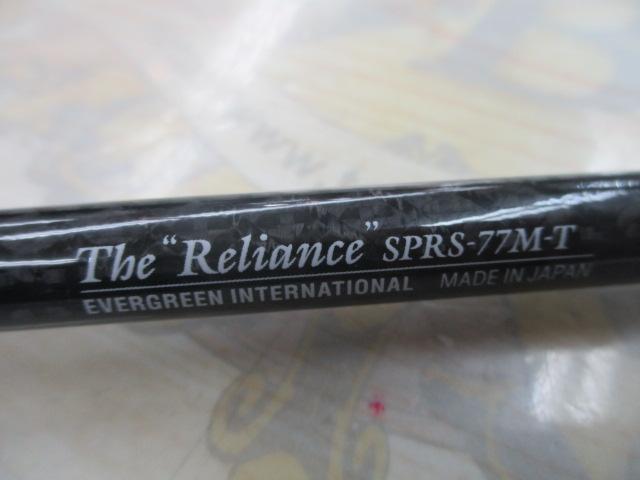 The “Reliance” SPRS-77M-T
EVERGREEN INTERNATIONAL MADE IN JAPAN